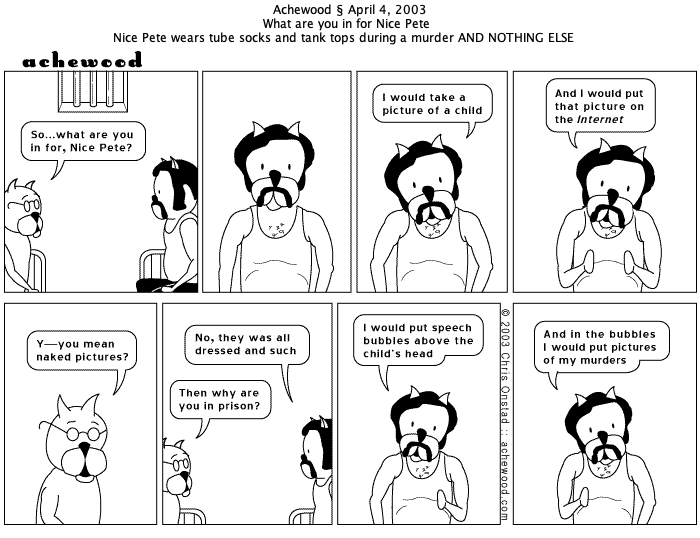 Achewood § April 4, 2003
What are you in for Nice Pete
Nice Pete wears tube socks and tank tops during a murder AND NOTHING ELSE
achewood
So...what are you
in for, Nice Pete?
I would take a
picture of a child
And I would put
that picture on
the Internet
Y—you mean
naked pictures?
No, they was all
dressed and such
Then why are
you in prison?
I would put speech
bubbles above the
child's head
And in the bubbles
I would put pictures
of my murders
© 2003 Chris Onstad . . achewood.com